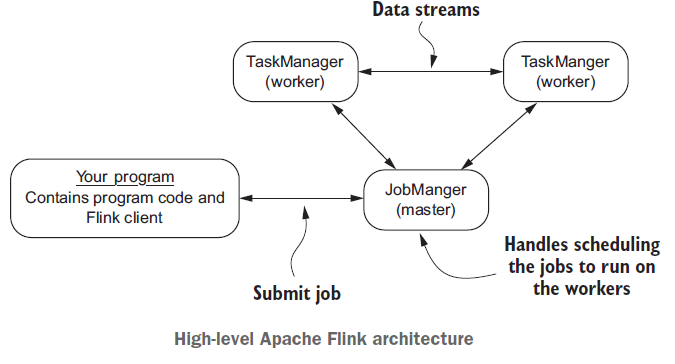 Data streams
TaskManager
(worker)
TaskManger
(worker)
Your program
Contains program code and
Flink client
JobManger
(master)
Submit job
Handles scheduling
the jobs to run on
the workers
High-level Apache Flink architecture